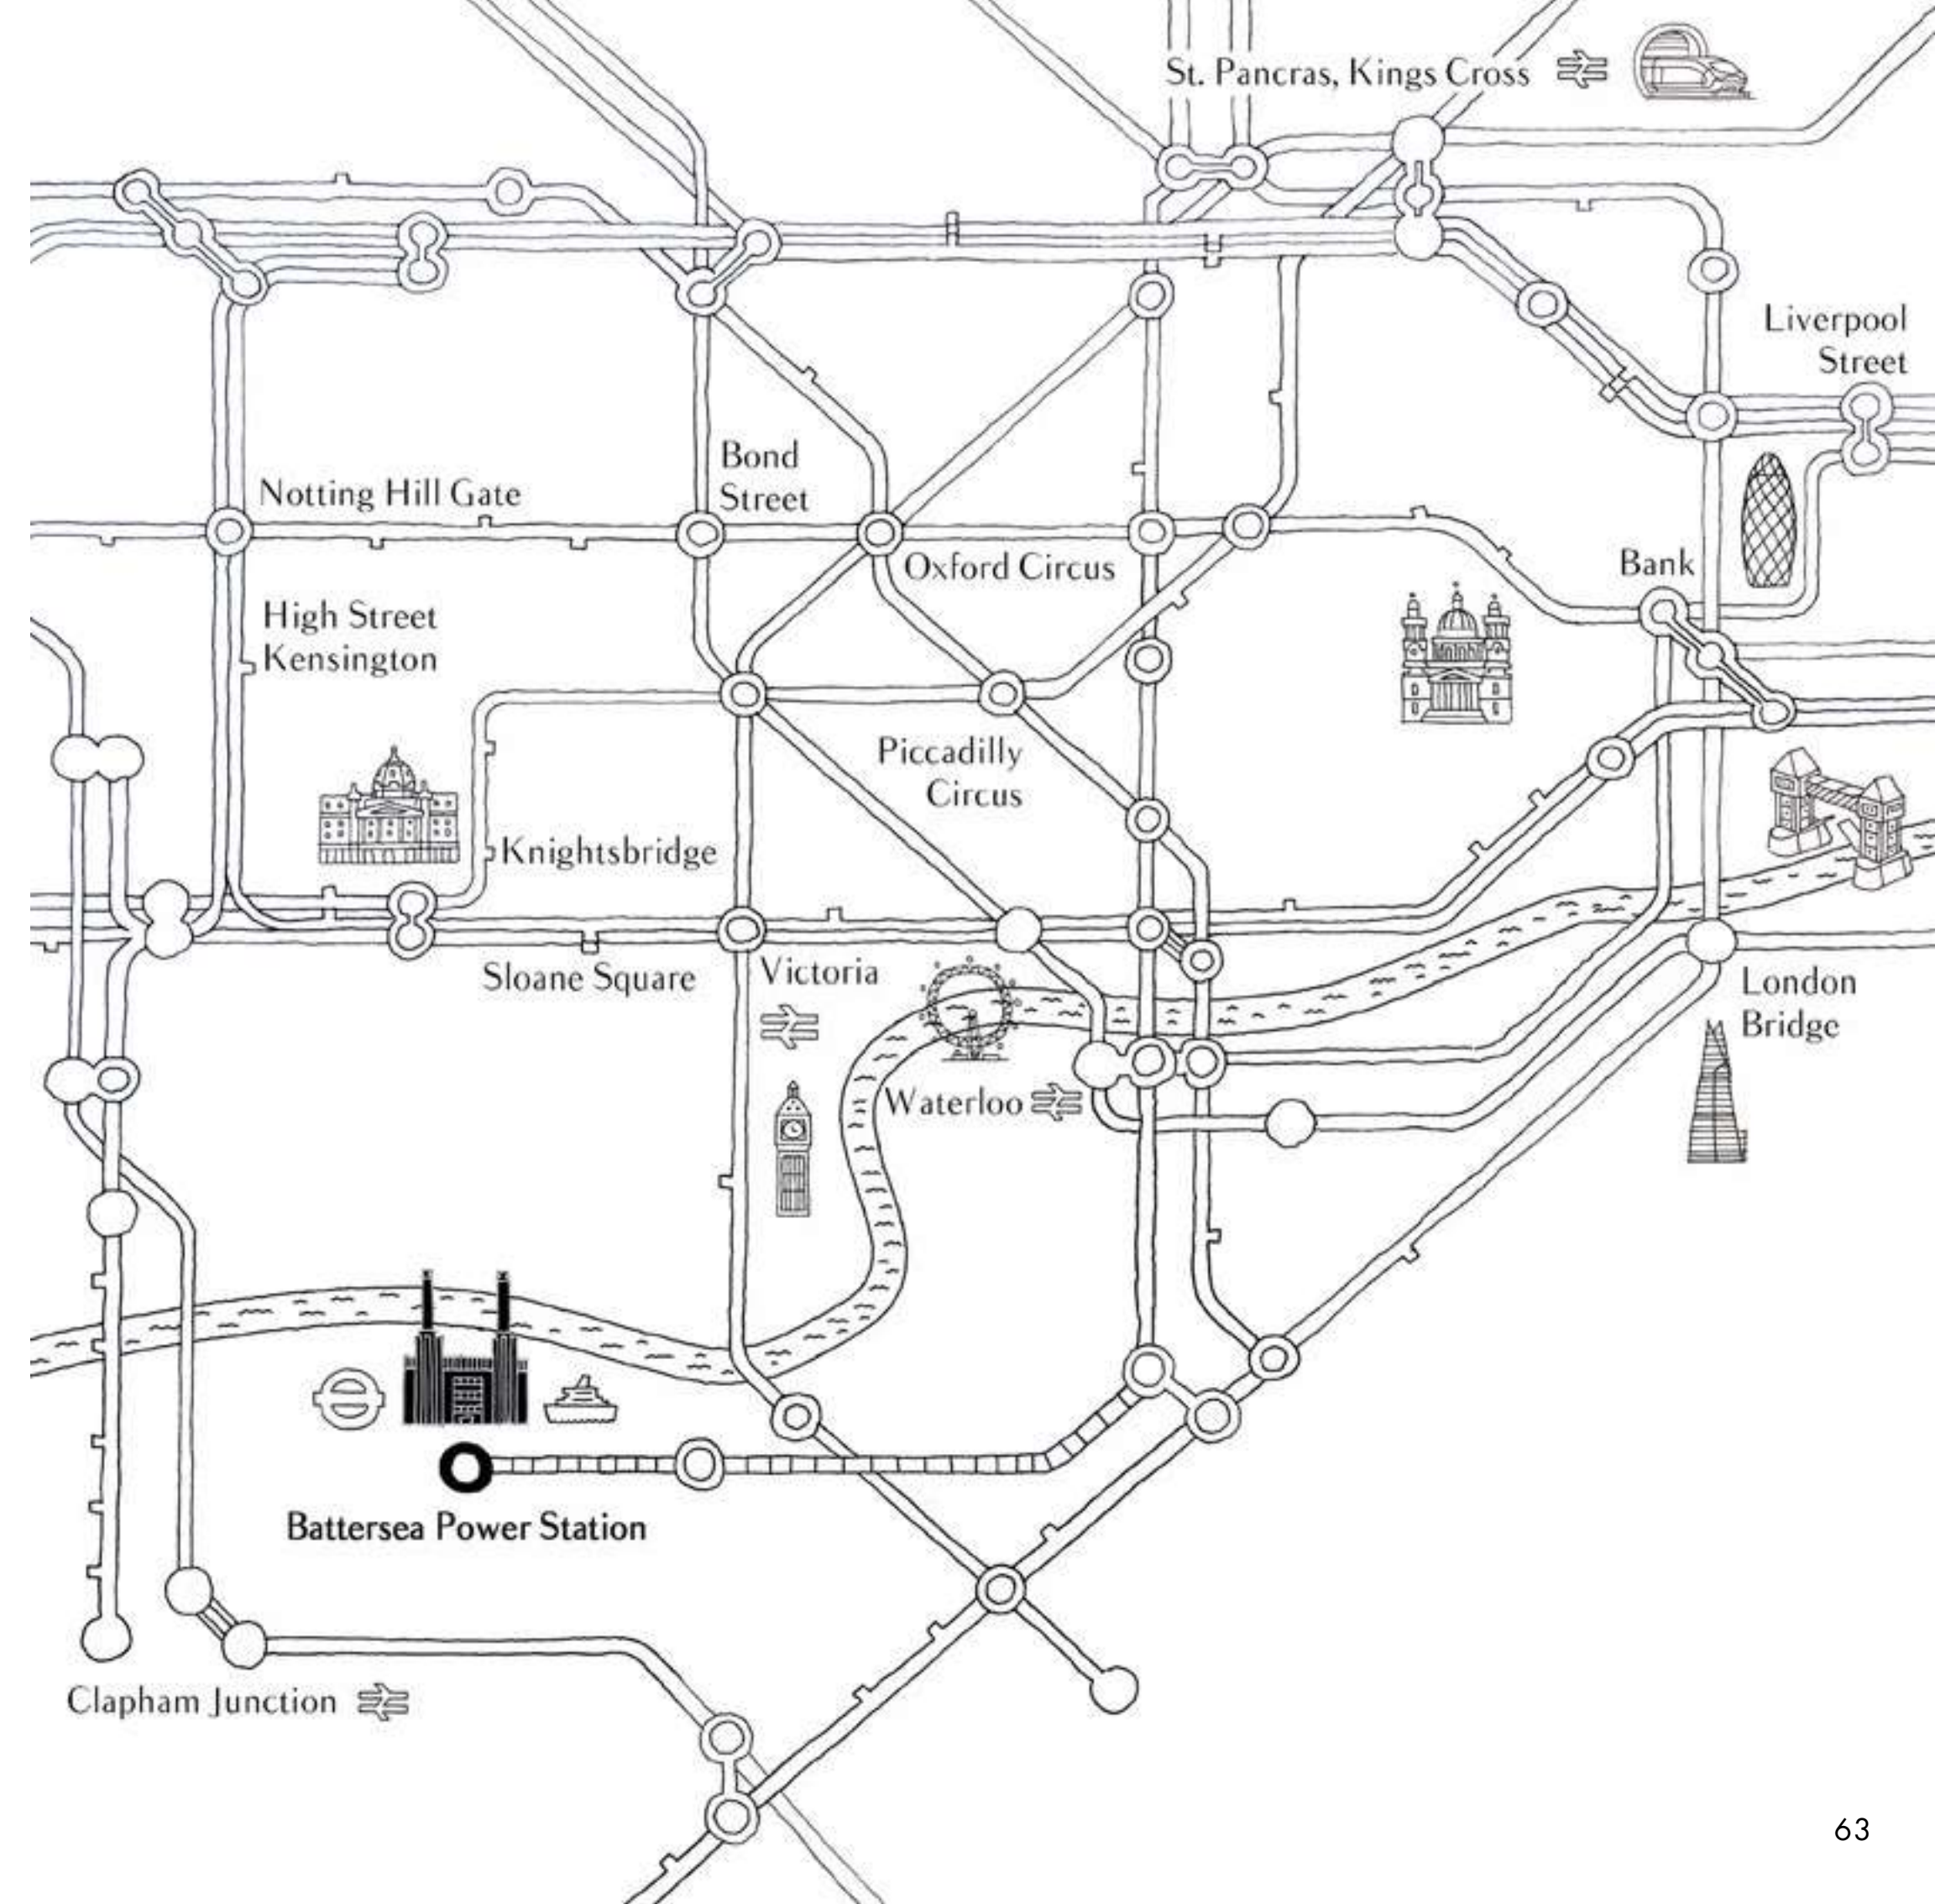 St. Pancras, Kings Cross
Liverpool
Street
Bond
Street
Notting Hill Gate
Oxford Circus
Bank
High Street
Kensington
Piccadilly
Circus
Knightsbridge
Sloane Square
Victoria
London
Bridge
Waterloo
Battersea Power Station
Clapham Junction
63